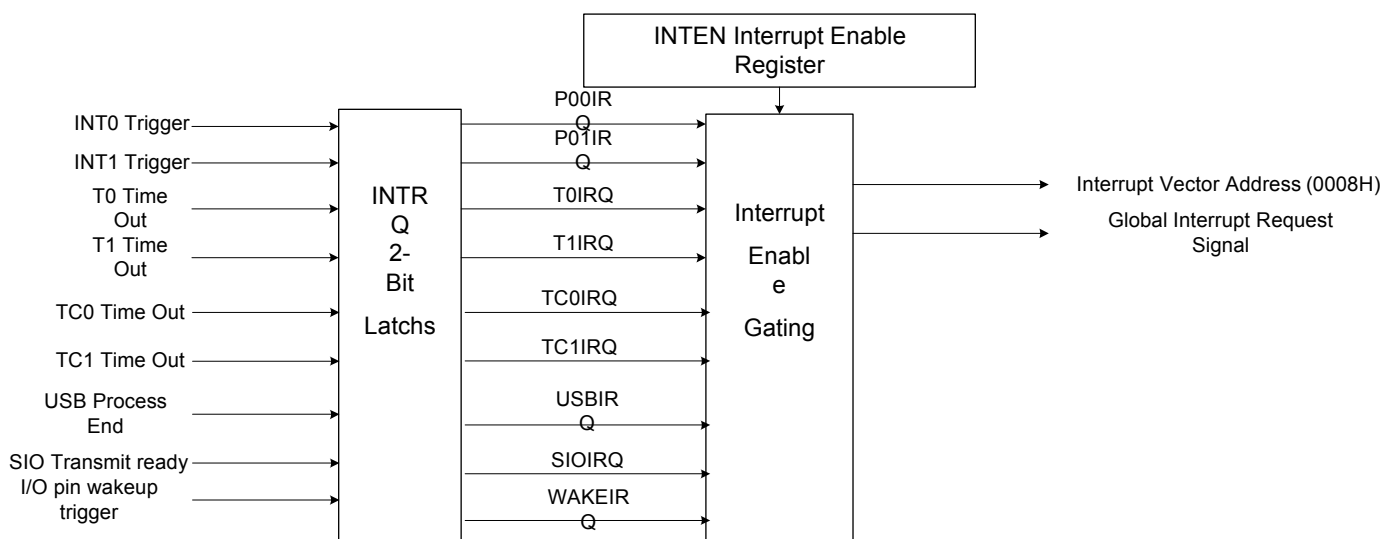 INTEN Interrupt Enable
Register
INT0 Trigger
INT1 Trigger
T0 Time
Out
T1 Time
Out
TC0 Time Out
TC1 Time Out
USB Process
End
SIO Transmit ready
I/O pin wakeup
trigger
INTR
Q
2-
Bit
Latchs
P00IR
Q
P01IR
Q
T0IRQ
T1IRQ
TC0IRQ
TC1IRQ
USBIR
Q
SIOIRQ
WAKEIR
Q
Interrupt
Enabl
e
Gating
Interrupt Vector Address (0008H)
Global Interrupt Request
Signal